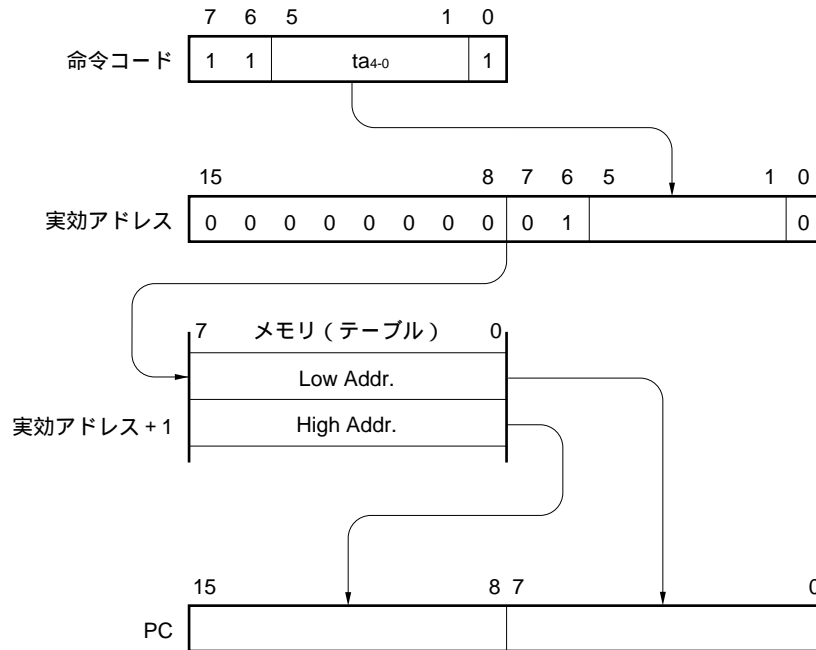 7 6 5 1 0
命令コード 1 1 ta4-0 1
15 8 7 6 5 1 0
実効アドレス 0 0 0 0 0 0 0 0 0 1 0
7 メモリ（テーブル） 0
Low Addr.
実効アドレス + 1 High Addr.
15 8 7 0
PC